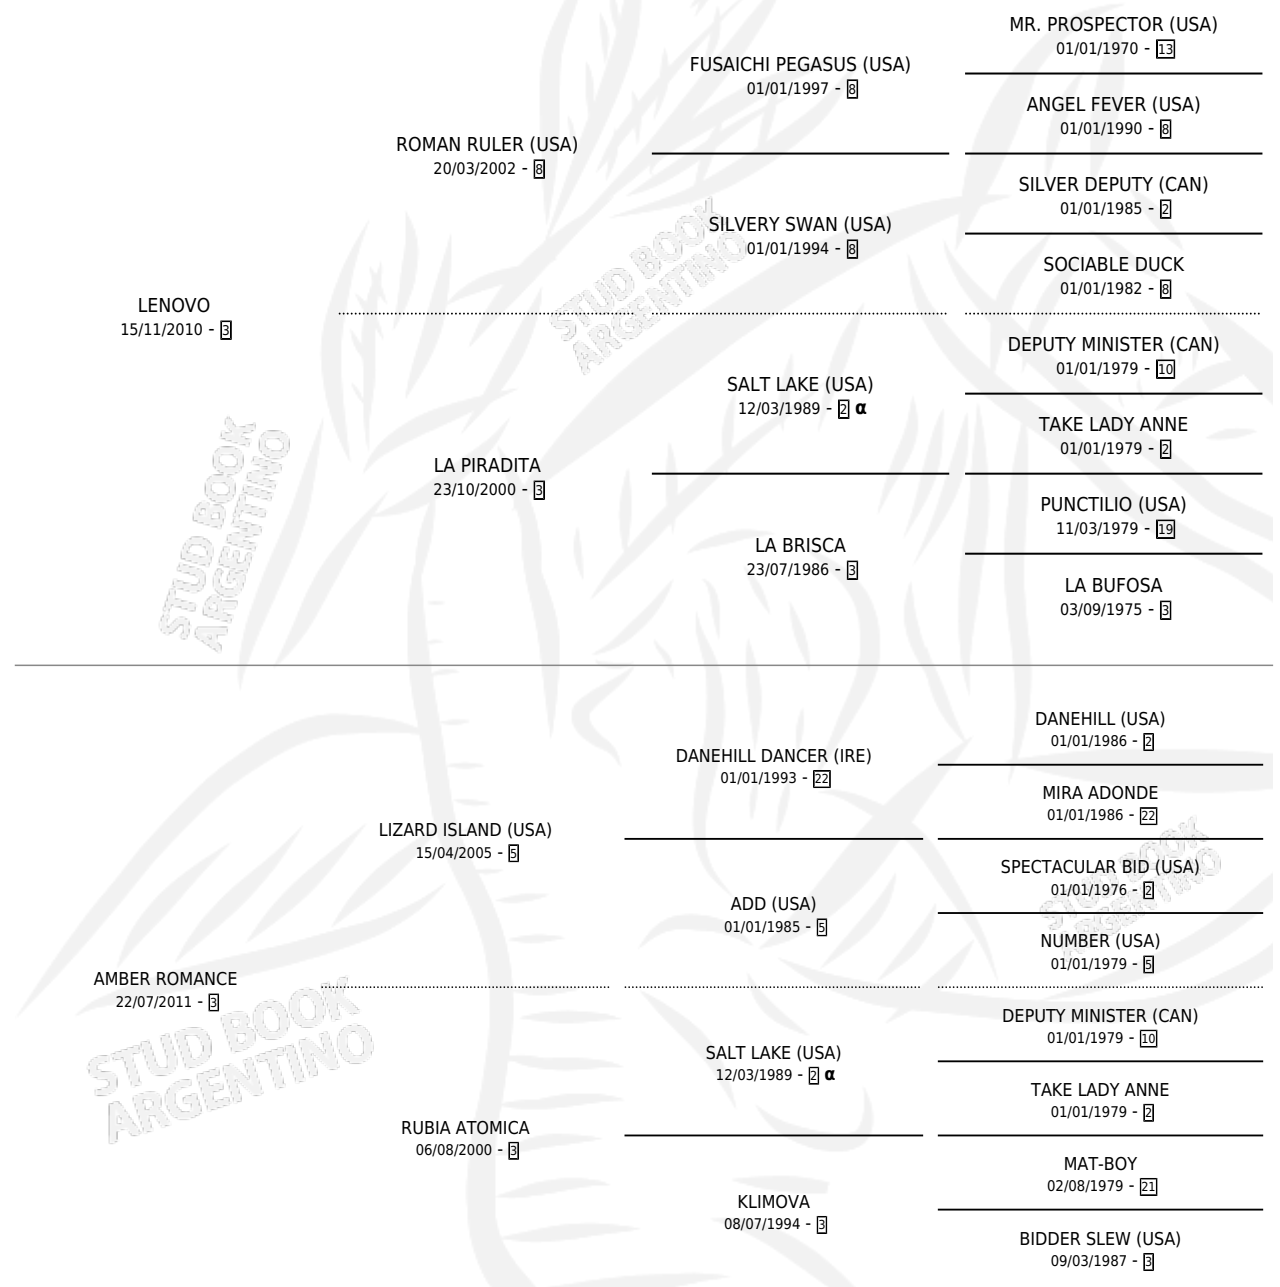 MR. PROSPECTOR (USA)
01/01/1970 - 13
FUSAICHI PEGASUS (USA)
01/01/1997 - 8
ANGEL FEVER (USA)
01/01/1990 - 8
ROMAN RULER (USA)
20/03/2002 - 8
SILVER DEPUTY (CAN)
01/01/1985 - 2
SILVERY SWAN (USA)
01/01/1994 - 8
SOCIABLE DUCK
01/01/1982 - 8
STUD BOOK
ARGENTINO
LENOVO
15/11/2010 - 3
DEPUTY MINISTER (CAN)
01/01/1979 - 10
SALT LAKE (USA)
12/03/1989 - 2 α
TAKE LADY ANNE
01/01/1979 - 2
LA PIRADITA
23/10/2000 - 3
PUNCTILIO (USA)
11/03/1979 - 19
LA BRISCA
23/07/1986 - 3
LA BUFOSA
03/09/1975 - 3
STUD BOOK
ARGENTINO
DANEHILL (USA)
01/01/1986 - 2
DANEHILL DANCER (IRE)
01/01/1993 - 22
MIRA ADONDE
01/01/1986 - 22
LIZARD ISLAND (USA)
15/04/2005 - 5
SPECTACULAR BID (USA)
01/01/1976 - 2
ADD (USA)
01/01/1985 - 5
NUMBER (USA)
01/01/1979 - 5
STUD BOOK
ARGENTINO
AMBER ROMANCE
22/07/2011 - 3
DEPUTY MINISTER (CAN)
01/01/1979 - 10
SALT LAKE (USA)
12/03/1989 - 2 α
TAKE LADY ANNE
01/01/1979 - 2
STUD BOOK
ARGENTINO
RUBIA ATOMICA
06/08/2000 - 3
MAT-BOY
02/08/1979 - 21
KLIMOVA
08/07/1994 - 3
BIDDER SLEW (USA)
09/03/1987 - 3